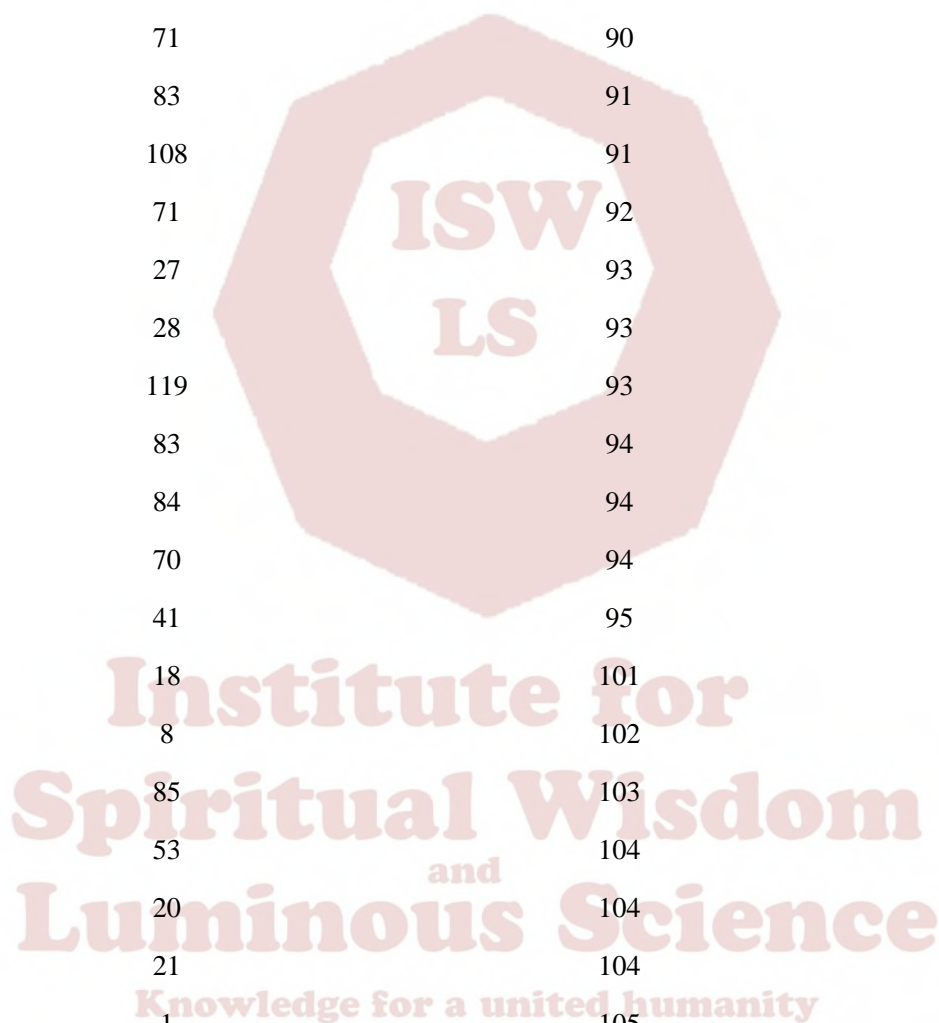 71 90
83 91
108 91
71 92
ISW
27 93
28 93
LS
119 93
83 94
84 94
70 94
41 95
18 101
Institute for
8 102
85 103
Spiritual Wisdom
53 104
and
20 104
Luminous Science
21 104
Knowledge for a united humanity
1 105